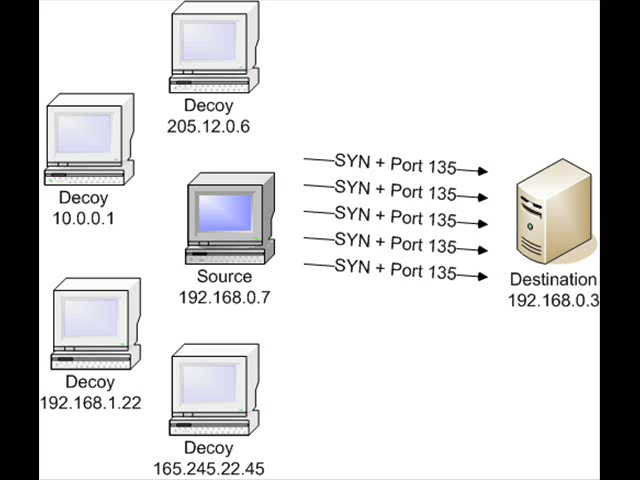 Decoy
205.12.0.6
Decoy
10.0.0.1
SYN + Port 135
SYN + Port 135
SYN + Port 135
SYN + Port 135
SYN + Port 135
Source
192.168.0.7
Destination
192.168.0.3
Decoy
192.168.1.22
Decoy
165.245.22.45